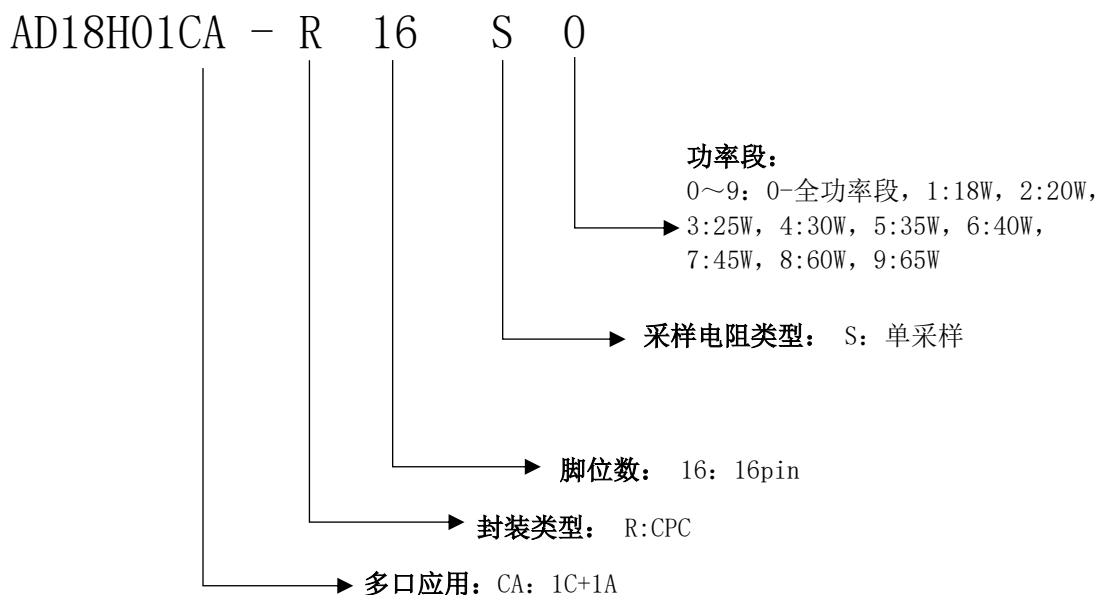 AD18H01CA - R 16 S 0
功率段：
0～9：0-全功率段，1:18W，2:20W，
3:25W，4:30W，5:35W，6:40W，
7:45W，8:60W，9:65W
采样电阻类型： S：单采样
脚位数： 16：16pin
封装类型： R:CPC
多口应用：CA：1C+1A